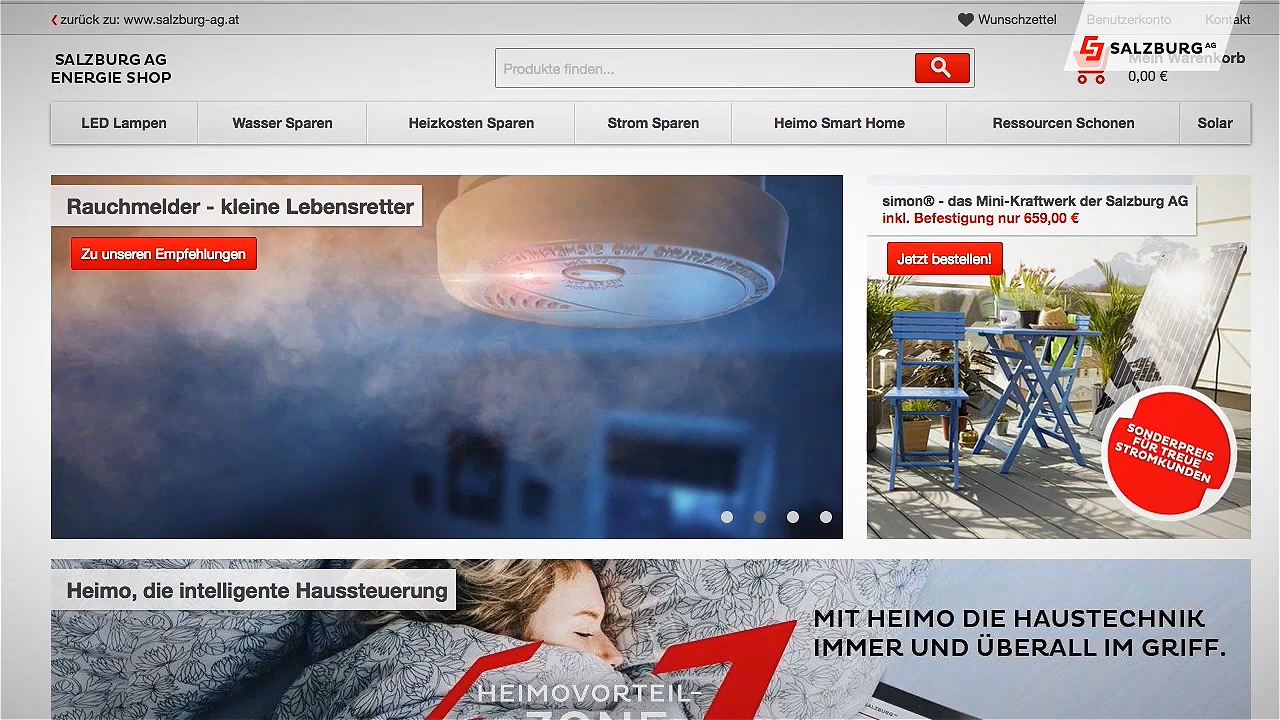 zurück zu: www.salzburg-ag.at
Wunschzettel
Benutzerkonto
Kontakt
SALZBURG AG
SALZBURG AG
ENERGIE SHOP
Produkte finden...
Mein Warenkorb
0,00 €
LED Lampen
Wasser Sparen
Heizkosten Sparen
Strom Sparen
Heimo Smart Home
Ressourcen Schonen
Solar
Rauchmelder - kleine Lebensretter
Zu unseren Empfehlungen
simon® - das Mini-Kraftwerk der Salzburg AG
inkl. Befestigung nur 659,00 €
Jetzt bestellen!
SONDERPREIS
FÜR TREUE
STROMKUNDEN
Heimo, die intelligente Haussteuerung
MIT HEIMO DIE HAUSTECHNIK
IMMER UND ÜBERALL IM GRIFF.
HEIMOVORTEIL-
ZONE
SALZBURG AG